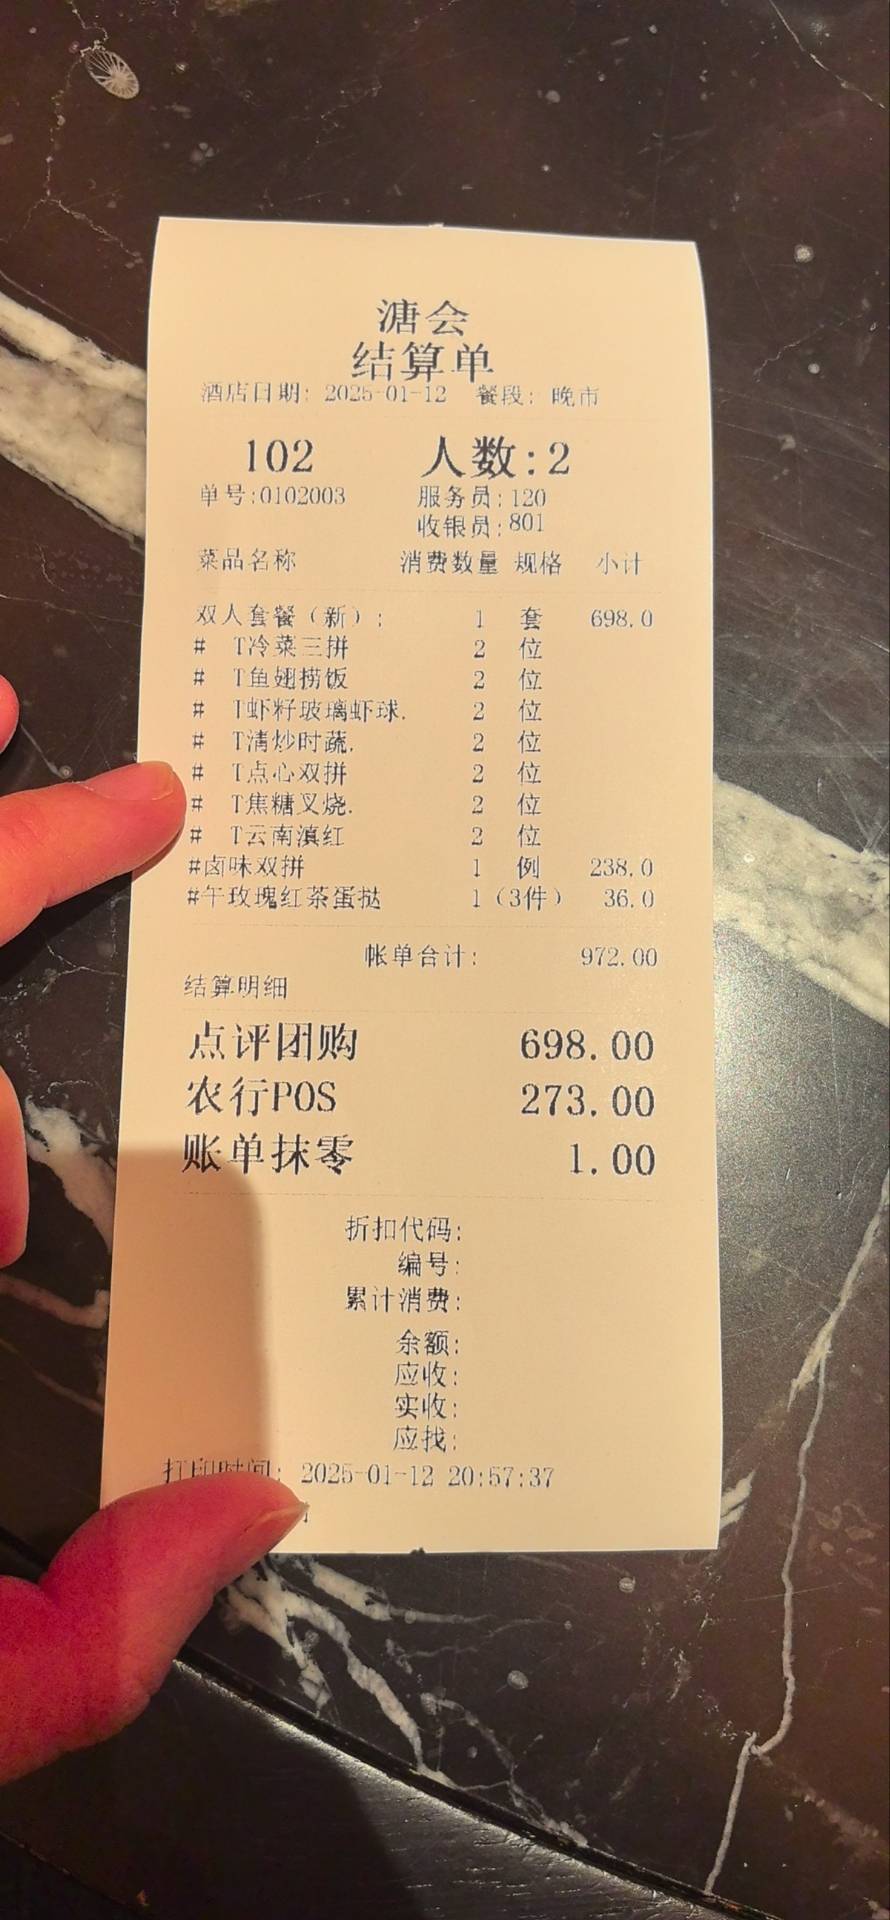 溏会
结算单
酒店日期: 2025-01-12 餐段: 晚市
102 人数:2
单号:0102003 服务员:120
收银员:801
菜品名称 消费数量 规格 小计
双人套餐（新）: 1 套 698.0
# T冷菜三拼 2 位
# T鱼翅捞饭 2 位
# T虾籽玻璃虾球. 2 位
# T清炒时蔬. 2 位
# T点心双拼 2 位
# T焦糖叉烧. 2 位
# T云南滇红 2 位
#卤味双拼 1 例 238.0
#午玫瑰红茶蛋挞 1（3件） 36.0
帐单合计: 972.00
结算明细
点评团购 698.00
农行POS 273.00
账单抹零 1.00
折扣代码:
编号:
累计消费:
余额:
应收:
实收:
应找:
打印时间: 2025-01-12 20:57:37